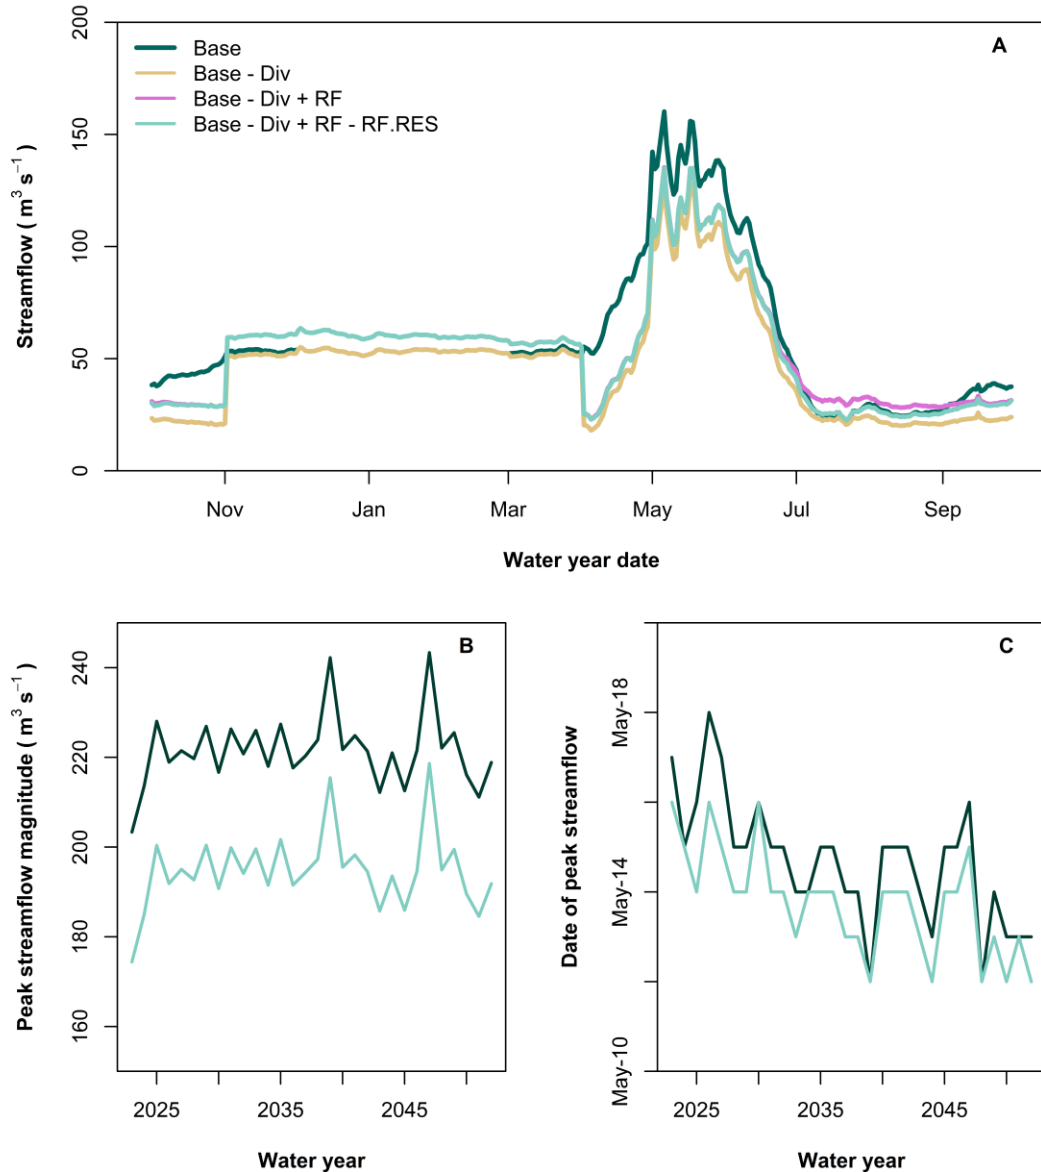 A
Base
Base - Div
Base - Div + RF
Base - Div + RF - RF.RES
200
150
100
50
0
Streamflow ( m³ s⁻¹ )
Nov Jan Mar May Jul Sep
Water year date
B
240
220
200
180
160
Peak streamflow magnitude ( m³ s⁻¹ )
2025 2035 2045
Water year
C
May-18
May-14
May-10
Date of peak streamflow
2025 2035 2045
Water year